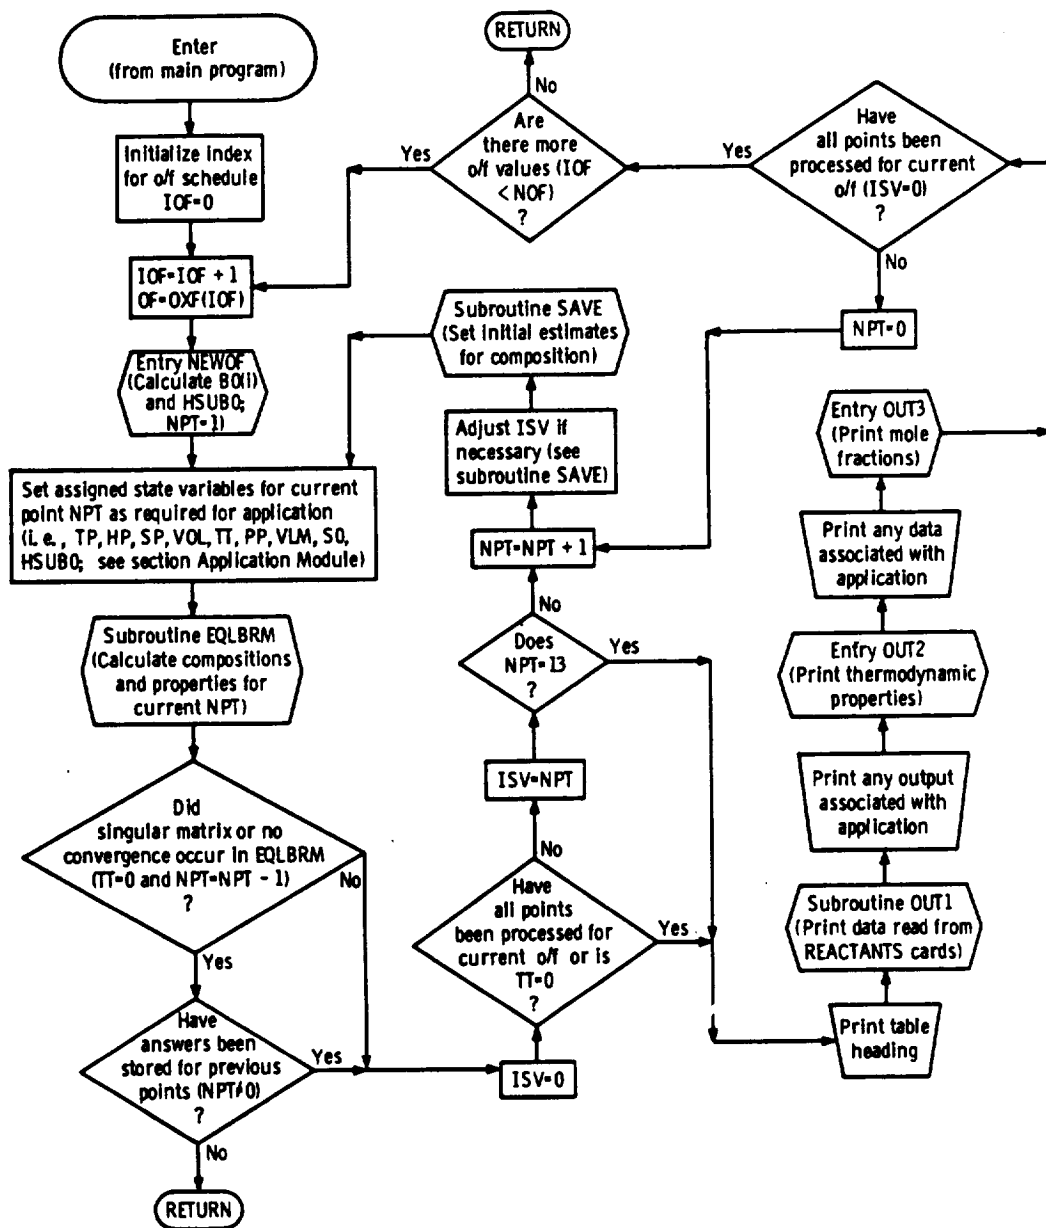 Enter
(from main program)
Initialize index
for o/f schedule
IOF=0
IOF=IOF + 1
OF=OXF(IOF)
Entry NEWOF
(Calculate B0(i)
and HSUB0;
NPT=1)
Set assigned state variables for current
point NPT as required for application
(i. e., TP, HP, SP, VOL, TT, PP, VLM, S0,
HSUB0; see section Application Module)
Subroutine EQLBRM
(Calculate compositions
and properties for
current NPT)
Did
singular matrix or no
convergence occur in EQLBRM
(TT=0 and NPT=NPT - 1)
?
No
Yes
Have
answers been
stored for previous
points (NPT≠0)
?
Yes
No
RETURN
ISV=0
Have
all points
been processed for
current o/f or is
TT=0
?
Yes
No
ISV=NPT
Does
NPT=13
?
Yes
No
NPT=NPT + 1
Adjust ISV if
necessary (see
subroutine SAVE)
Subroutine SAVE
(Set initial estimates
for composition)
Print table
heading
Subroutine OUT1
(Print data read from
REACTANTS cards)
Print any output
associated with
application
Entry OUT2
(Print thermodynamic
properties)
Print any data
associated with
application
Entry OUT3
(Print mole
fractions)
Have
all points been
processed for current
o/f (ISV=0)
?
Yes
No
NPT=0
Are
there more
o/f values (IOF
< NOF)
?
Yes
No
RETURN